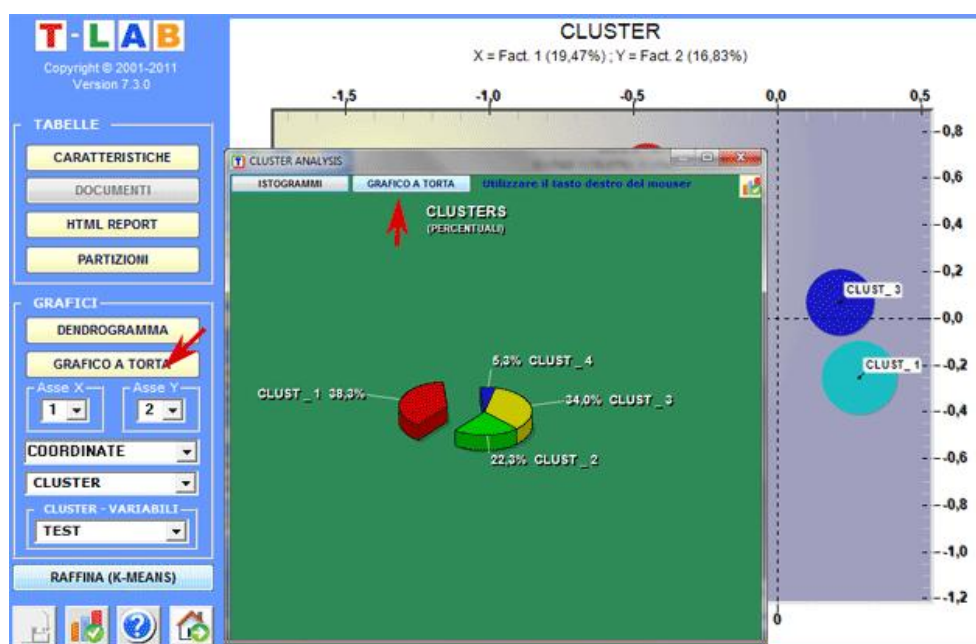 T-LAB
Copyright © 2001-2011
Version 7.3.0
TABELLE
CARATTERISTICHE
DOCUMENTI
HTML REPORT
PARTIZIONI
GRAFICI
DENDROGRAMMA
GRAFICO A TORTA
Asse X
Asse Y
1
2
COORDINATE
CLUSTER
CLUSTER - VARIABILI
TEST
RAFFINA (K-MEANS)
CLUSTER
X = Fact. 1 (19,47%) ; Y = Fact. 2 (16,83%)
-1,5 -1,0 -0,5 0,0 0,5
CLUSTER ANALYSIS
ISTOGRAMMI
GRAFICO A TORTA
Utilizzare il tasto destro del mouser
CLUSTERS
(PERCENTUALI)
5,3% CLUST_4
CLUST_1 38,3%
34,0% CLUST_3
22,3% CLUST_2
CLUST_3
CLUST_1
-0,8
-0,6
-0,4
-0,2
-0,0
-0,2
-0,4
-0,6
-0,8
-1,0
-1,2
0